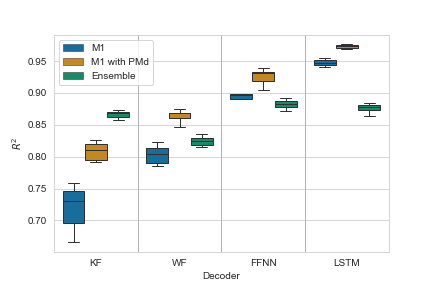 M1
M1 with PMd
Ensemble
0.95
0.90
0.85
0.80
0.75
0.70
R²
KF WF FFNN LSTM
Decoder